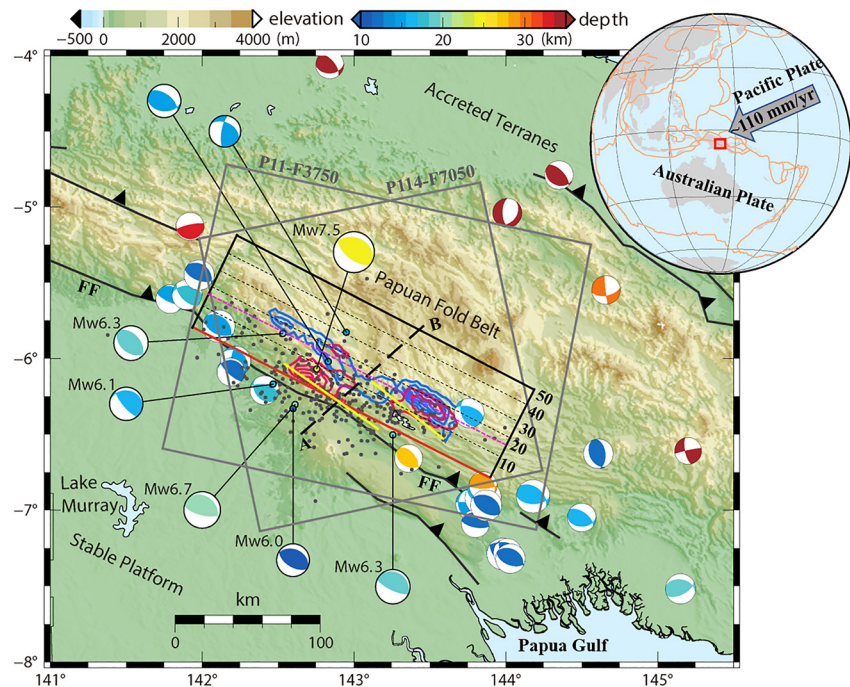 elevation
depth
−500 0 2000 4000 (m)
10 20 30 (km)
−4°
−5°
−6°
−7°
−8°
141° 142° 143° 144° 145°
Accreted Terranes
Pacific Plate
~110 mm/yr
Australian Plate
P11-F3750
P114-F7050
Mw7.5
Papuan Fold Belt
FF
Mw6.3
B
Mw6.1
50
40
30
20
10
A
FF
Mw6.7
Lake
Murray
Mw6.0
Mw6.3
Stable Platform
km
0 100
Papua Gulf